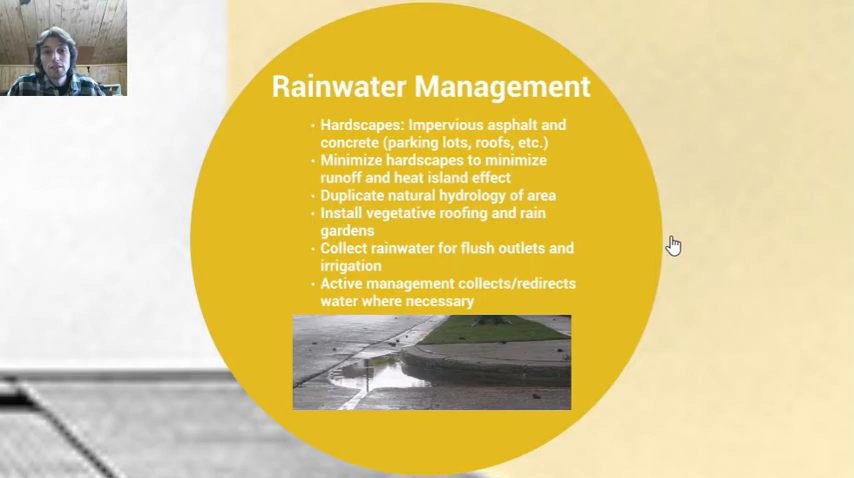 Rainwater Management
• Hardscapes: Impervious asphalt and
concrete (parking lots, roofs, etc.)
• Minimize hardscapes to minimize
runoff and heat island effect
• Duplicate natural hydrology of area
• Install vegetative roofing and rain
gardens
• Collect rainwater for flush outlets and
irrigation
• Active management collects/redirects
water where necessary